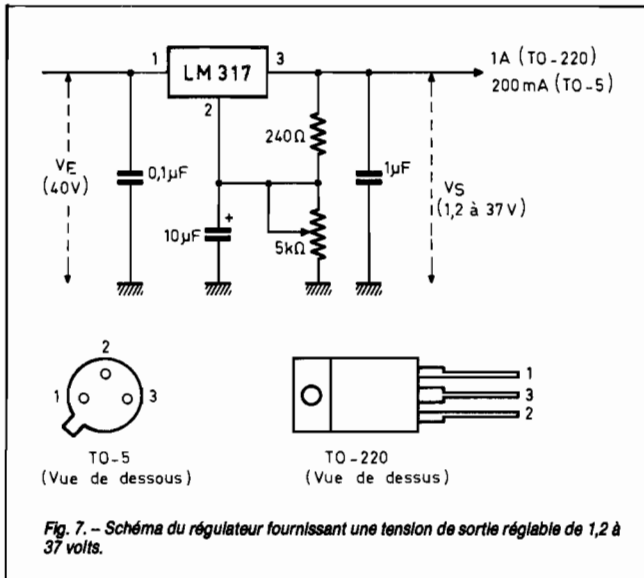 1 LM 317 3 1A (TO-220)
200 mA (TO-5)
2
240Ω
VE
(40V)
0,1µF
1µF
VS
(1,2 à 37 V)
+
10µF
5kΩ
2
1 3
TO-5
(Vue de dessous)
1
3
2
TO-220
(Vue de dessus)
Fig. 7. – Schéma du régulateur fournissant une tension de sortie réglable de 1,2 à
37 volts.